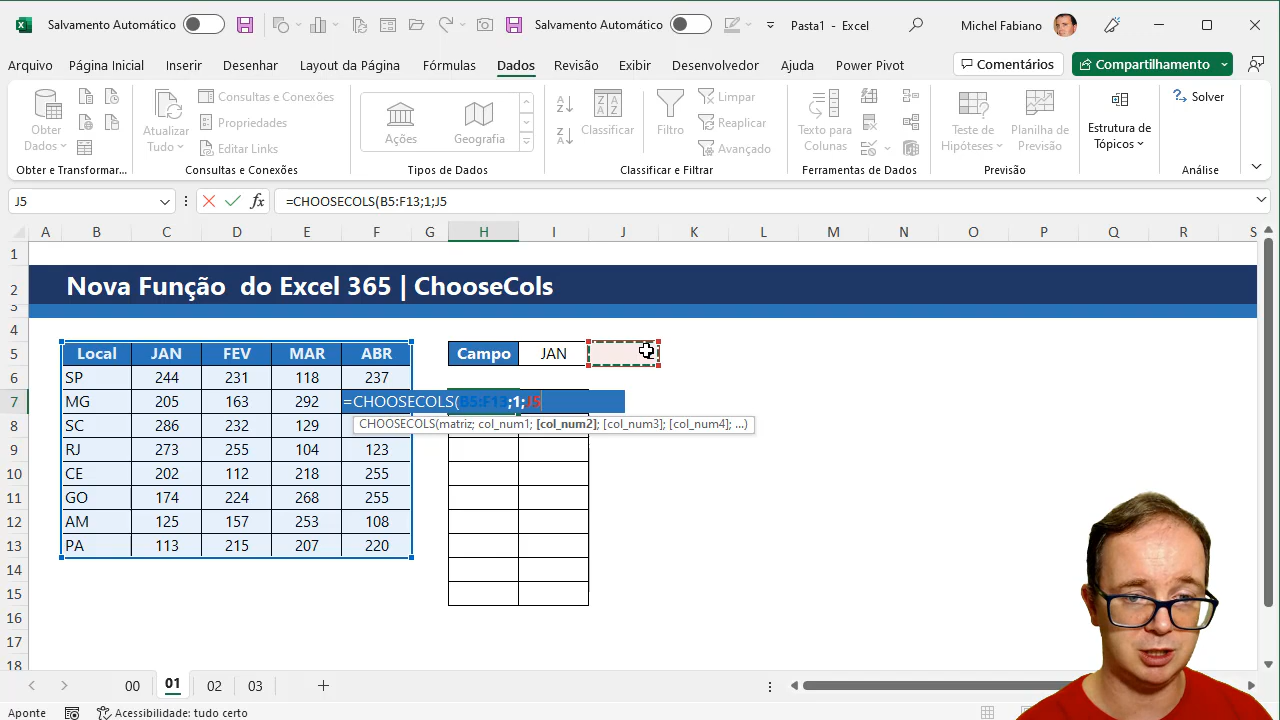 Salvamento Automático Salvamento Automático Pasta1 - Excel Michel Fabiano
Arquivo Página Inicial Inserir Desenhar Layout da Página Fórmulas Dados Revisão Exibir Desenvolvedor Ajuda Power Pivot Comentários Compartilhamento
Obter Dados Atualizar Tudo Consultas e Conexões Propriedades Editar Links Ações Geografia Classificar Filtro Limpar Reaplicar Avançado Texto para Colunas Teste de Hipóteses Planilha de Previsão Estrutura de Tópicos Solver
Obter e Transformar... Consultas e Conexões Tipos de Dados Classificar e Filtrar Ferramentas de Dados Previsão Análise
J5 fx =CHOOSECOLS(B5:F13;1;J5
A B C D E F G H I J K L M N O P Q R S
1
2 Nova Função do Excel 365 | ChooseCols
3
4
5 Local JAN FEV MAR ABR Campo JAN
6 SP 244 231 118 237
7 MG 205 163 292 =CHOOSECOLS(B5:F13;1;J5
8 SC 286 232 129 CHOOSECOLS(matriz; col_num1; [col_num2]; [col_num3]; [col_num4]; ...)
9 RJ 273 255 104 123
10 CE 202 112 218 255
11 GO 174 224 268 255
12 AM 125 157 253 108
13 PA 113 215 207 220
14
15
16
17
18
00 01 02 03
Aponte Acessibilidade: tudo certo